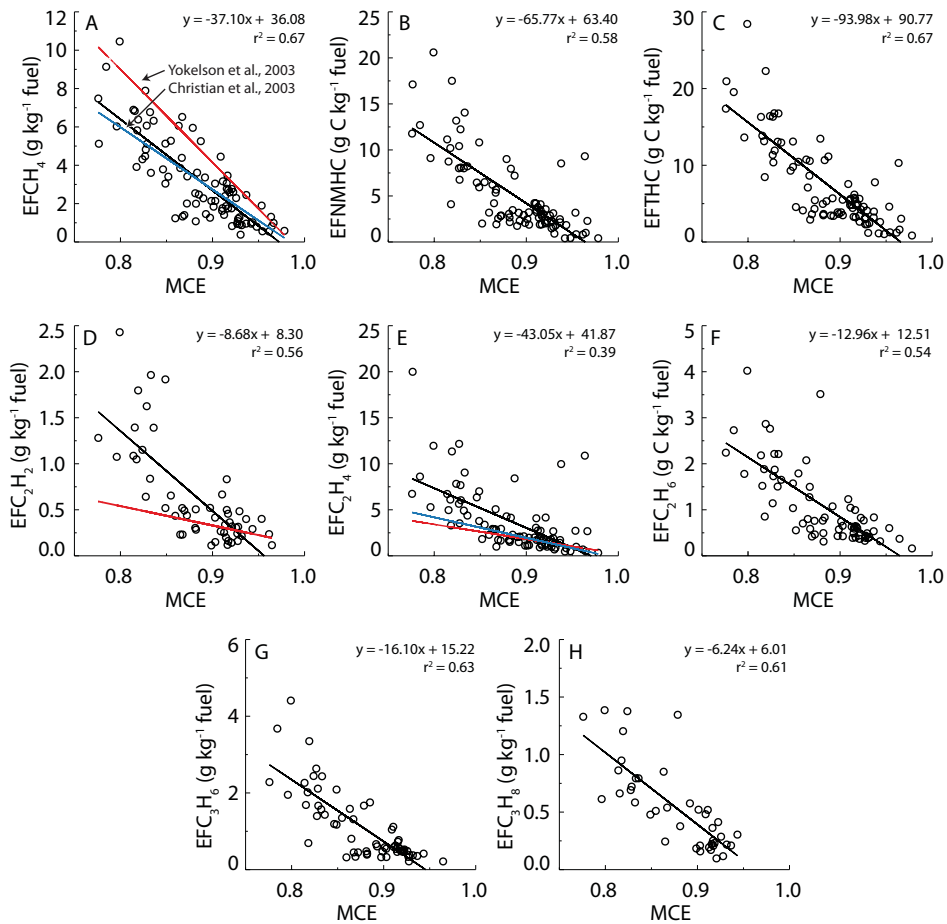 A
y = -37.10x + 36.08
r² = 0.67
Yokelson et al., 2003
Christian et al., 2003
EFCH₄ (g kg⁻¹ fuel)
12
10
8
6
4
2
0
0.8 0.9 1.0
MCE
B
y = -65.77x + 63.40
r² = 0.58
EFNMHC (g C kg⁻¹ fuel)
25
20
15
10
5
0
0.8 0.9 1.0
MCE
C
y = -93.98x + 90.77
r² = 0.67
EFTHC (g C kg⁻¹ fuel)
30
20
10
0
0.8 0.9 1.0
MCE
D
y = -8.68x + 8.30
r² = 0.56
EFC₂H₂ (g kg⁻¹ fuel)
2.5
2.0
1.5
1.0
0.5
0.0
0.8 0.9 1.0
MCE
E
y = -43.05x + 41.87
r² = 0.39
EFC₂H₄ (g kg⁻¹ fuel)
25
20
15
10
5
0
0.8 0.9 1.0
MCE
F
y = -12.96x + 12.51
r² = 0.54
EFC₂H₆ (g C kg⁻¹ fuel)
5
4
3
2
1
0
0.8 0.9 1.0
MCE
G
y = -16.10x + 15.22
r² = 0.63
EFC₃H₆ (g kg⁻¹ fuel)
6
4
2
0
0.8 0.9 1.0
MCE
H
y = -6.24x + 6.01
r² = 0.61
EFC₃H₈ (g kg⁻¹ fuel)
2.0
1.5
1.0
0.5
0.0
0.8 0.9 1.0
MCE